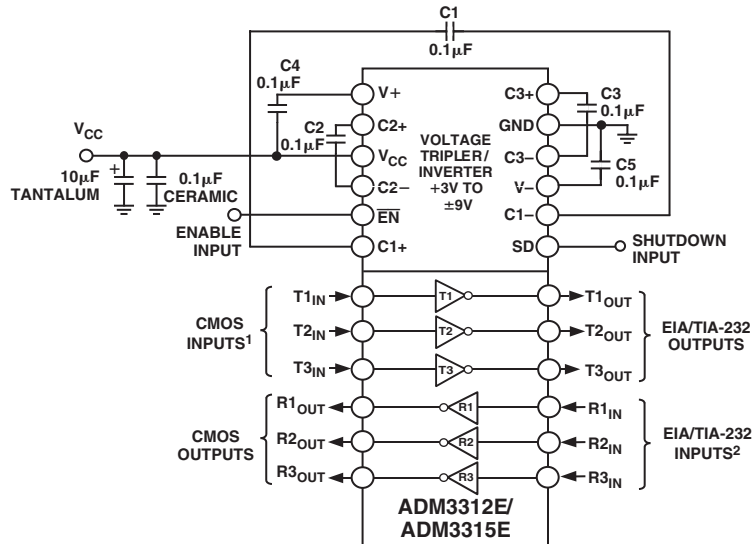 C1
0.1µF
C4
0.1µF
V+
C2+
C2
0.1µF
VCC
C2–
EN
C1+
VCC
10µF
TANTALUM
+
0.1µF
CERAMIC
ENABLE
INPUT
VOLTAGE
TRIPLER/
INVERTER
+3V TO
±9V
C3+
GND
C3–
V–
C1–
SD
C3
0.1µF
C5
0.1µF
SHUTDOWN
INPUT
CMOS
INPUTS1
T1IN
T1
T1OUT
T2IN
T2
T2OUT
T3IN
T3
T3OUT
EIA/TIA-232
OUTPUTS
CMOS
OUTPUTS
R1OUT
R1
R1IN
R2OUT
R2
R2IN
R3OUT
R3
R3IN
EIA/TIA-232
INPUTS2
ADM3312E/
ADM3315E